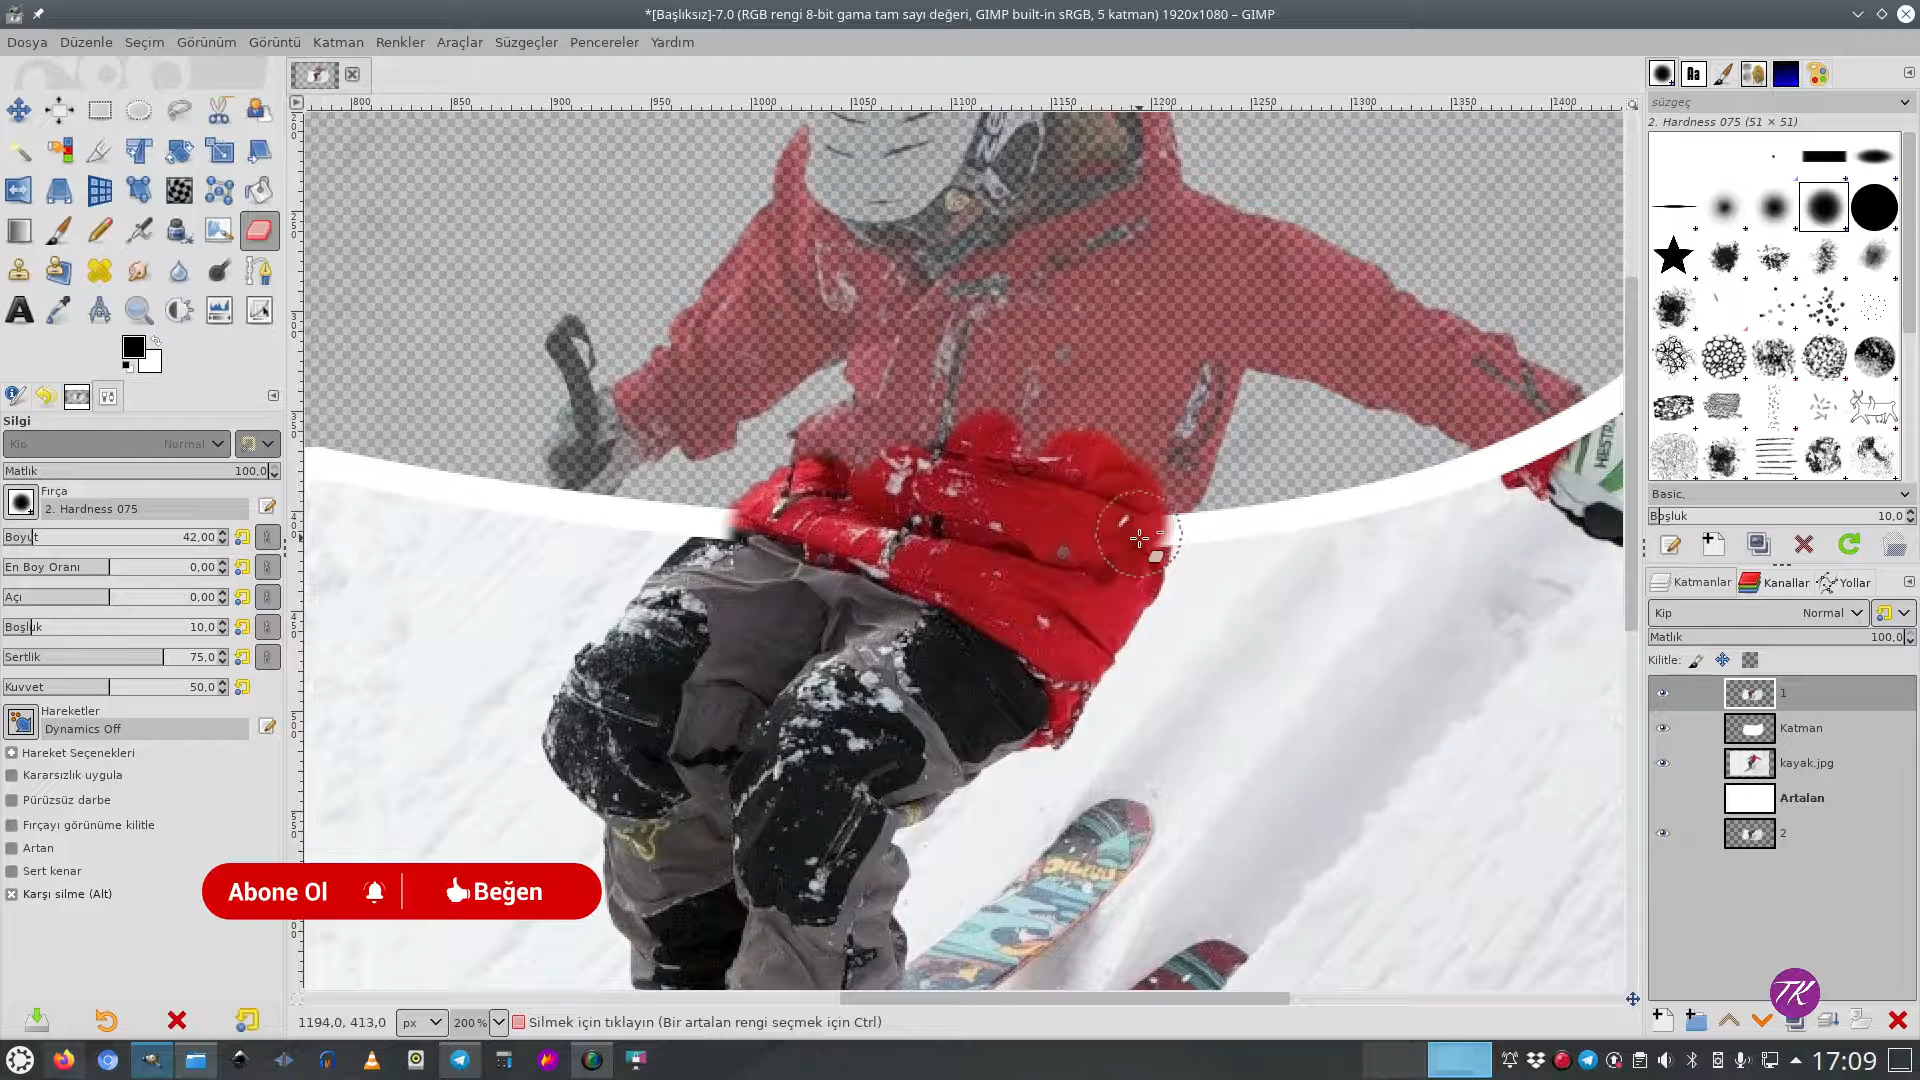 *[Başlıksız]-7.0 (RGB rengi 8-bit gama tam sayı değeri, GIMP built-in sRGB, 5 katman) 1920x1080 – GIMP
Dosya Düzenle Seçim Görünüm Görüntü Katman Renkler Araçlar Süzgeçler Pencereler Yardım
800 850 900 950 1000 1050 1100 1150 1200 1250 1300 1350 1400
süzgeç
2. Hardness 075 (51 × 51)
Silgi
Kip Normal
Matlık 100,0
Fırça
2. Hardness 075
Boyut 42,00
En Boy Oranı 0,00
Açı 0,00
Boşluk 10,0
Sertlik 75,0
Kuvvet 50,0
Hareketler
Dynamics Off
Hareket Seçenekleri
Kararsızlık uygula
Pürüzsüz darbe
Fırçayı görünüme kilitle
Artan
Sert kenar
Karşı silme (Alt)
Abone Ol Beğen
HESTRA
Basic,
Boşluk 10,0
Katmanlar Kanallar Yollar
Kip Normal
Matlık 100,0
Kilitle:
1
Katman
kayak.jpg
Artalan
2
TK
1194,0, 413,0 px 200 % Silmek için tıklayın (Bir artalan rengi seçmek için Ctrl)
17:09